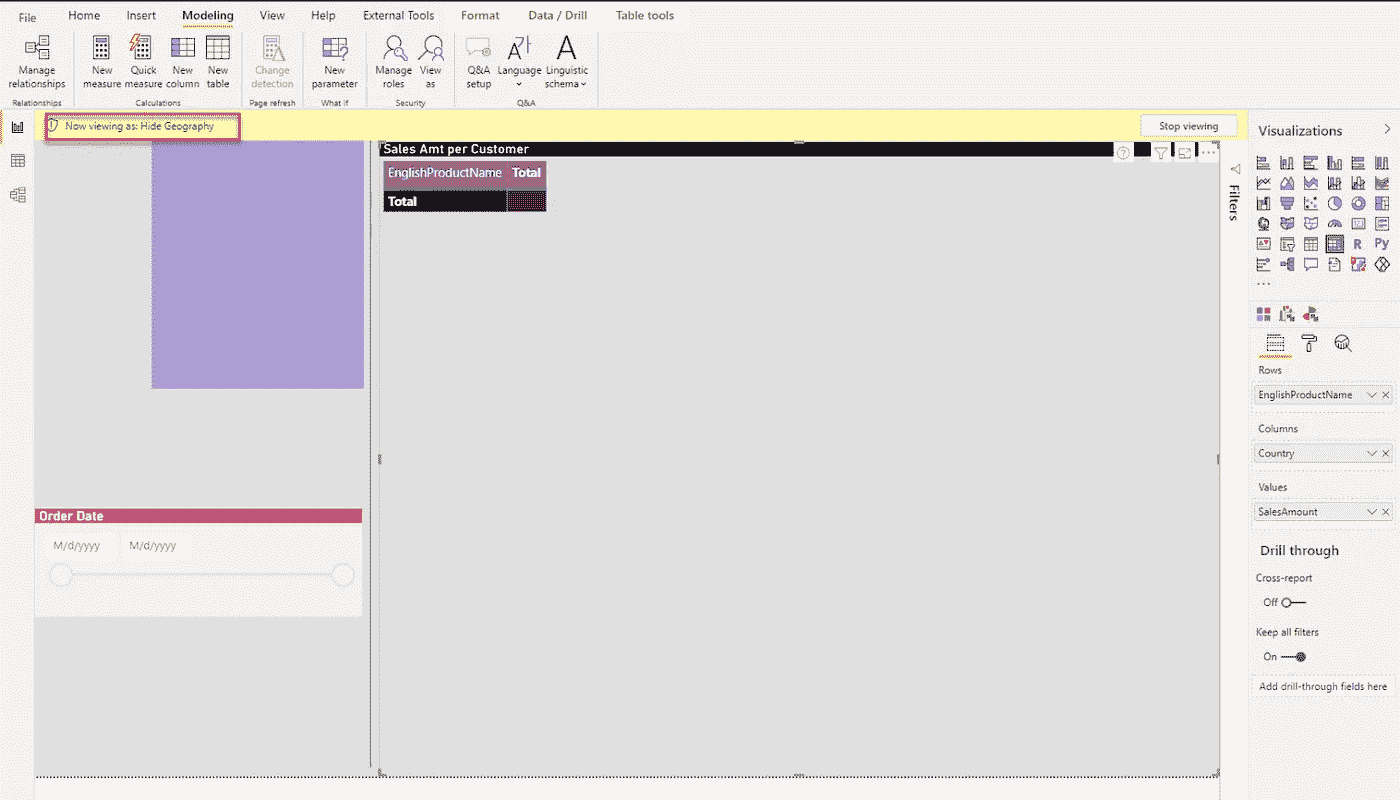 File Home Insert Modeling View Help External Tools Format Data / Drill Table tools
Manage relationships
New measure
Quick measure
New column
New table
Change detection
New parameter
Manage roles
View as
Q&A setup
Language
Linguistic schema
Relationships Calculations Page refresh What if Security Q&A
Now viewing as: Hide Geography
Stop viewing
Sales Amt per Customer
EnglishProductName Total
Total
Order Date
M/d/yyyy M/d/yyyy
Filters
Visualizations
R Py
Rows
EnglishProductName
Columns
Country
Values
SalesAmount
Drill through
Cross-report
Off
Keep all filters
On
Add drill-through fields here